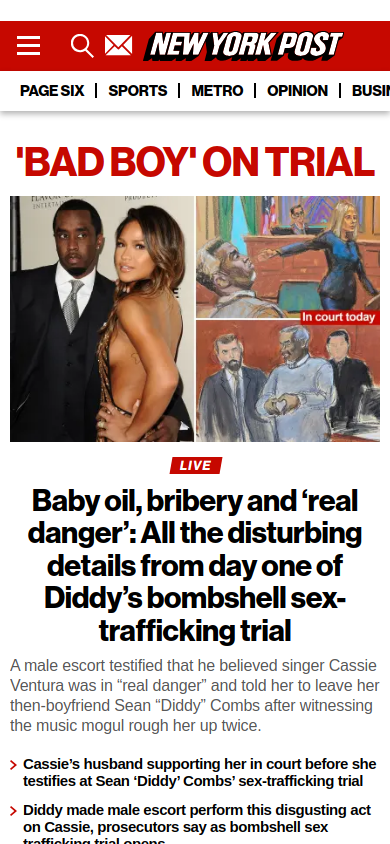 NEW YORK POST
PAGE SIX | SPORTS | METRO | OPINION | BUSI
'BAD BOY' ON TRIAL
In court today
LIVE
Baby oil, bribery and ‘real
danger’: All the disturbing
details from day one of
Diddy’s bombshell sex-
trafficking trial
A male escort testified that he believed singer Cassie
Ventura was in “real danger” and told her to leave her
then-boyfriend Sean “Diddy” Combs after witnessing
the music mogul rough her up twice.
Cassie’s husband supporting her in court before she
testifies at Sean ‘Diddy’ Combs’ sex-trafficking trial
Diddy made male escort perform this disgusting act
on Cassie, prosecutors say as bombshell sex
trafficking trial opens